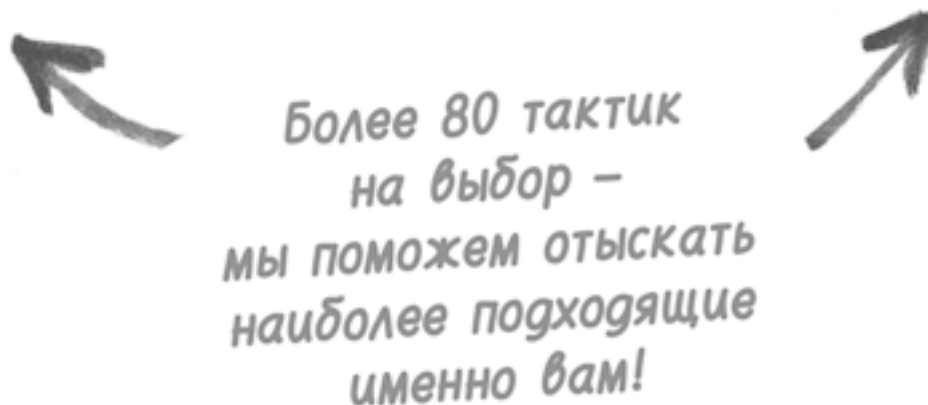 Более 80 тактик
на выбор –
мы поможем отыскать
наиболее подходящие
именно вам!